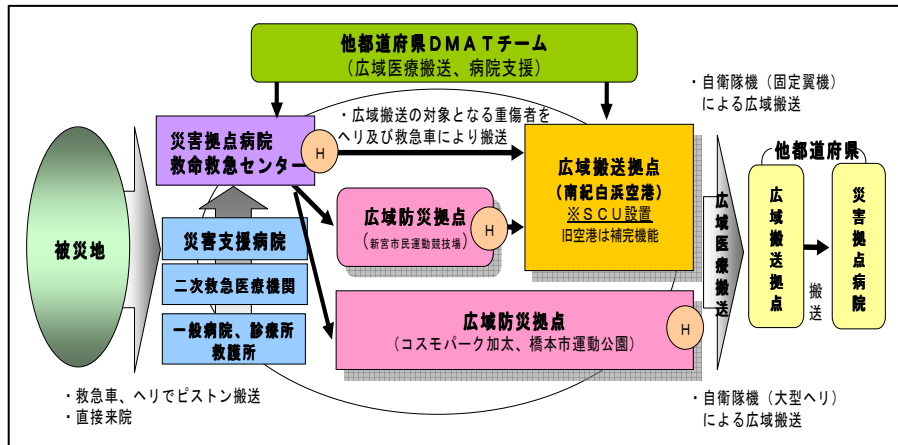 他都道府県DMATチーム
（広域医療搬送、病院支援）
・自衛隊機（固定翼機）
による広域搬送
・広域搬送の対象となる重傷者を
ヘリ及び救急車により搬送
災害拠点病院
救命救急センター
H
広域搬送拠点
（南紀白浜空港）
※ＳＣＵ設置
旧空港は補完機能
他都道府県
広域搬送拠点
搬送
災害拠点病院
広域医療搬送
被災地
災害支援病院
広域防災拠点
（新宮市民運動競技場）
H
二次救急医療機関
一般病院、診療所
救護所
広域防災拠点
（コスモパーク加太、橋本市運動公園）
H
・救急車、ヘリでピストン搬送
・直接来院
・自衛隊機（大型ヘリ）
による広域搬送